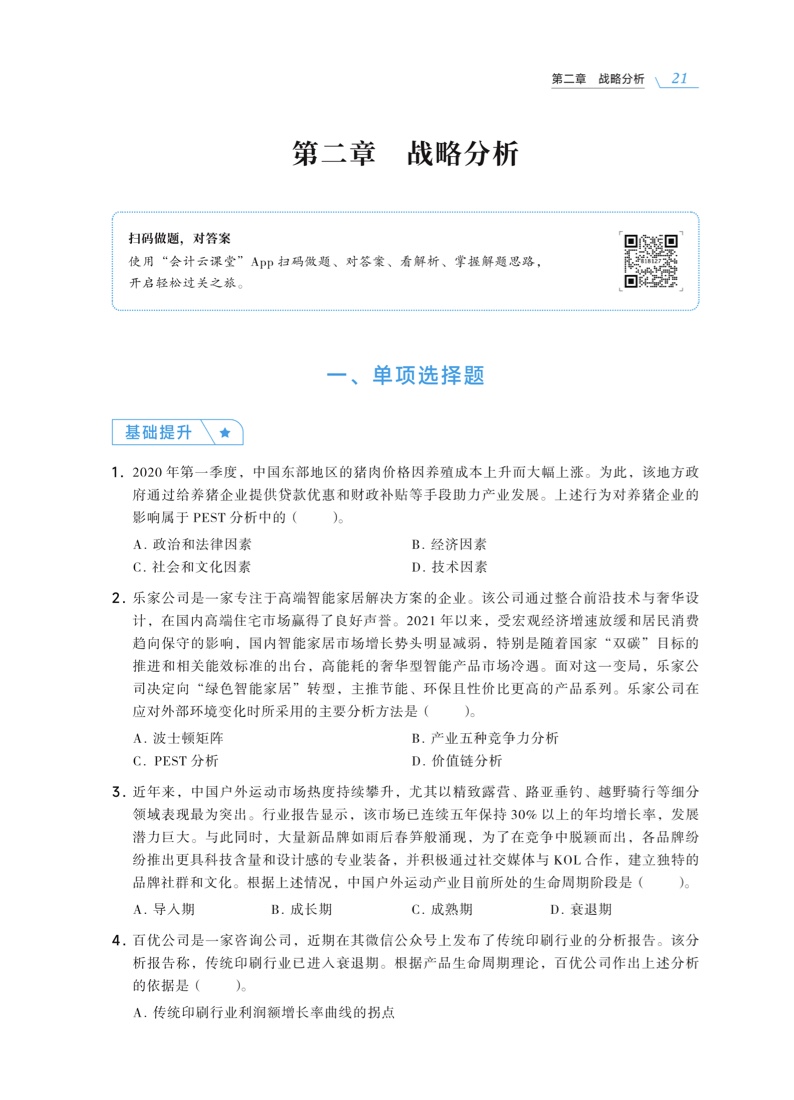 第二章 战略分析 21
第二章 战略分析
扫码做题，对答案
使用“会计云课堂”App 扫码做题、对答案、看解析、掌握解题思路，
开启轻松过关之旅。
一、单项选择题
基础提升
1. 2020 年第一季度，中国东部地区的猪肉价格因养殖成本上升而大幅上涨。为此，该地方政
府通过给养猪企业提供贷款优惠和财政补贴等手段助力产业发展。上述行为对养猪企业的
影响属于 PEST 分析中的（  ）。
A. 政治和法律因素 B. 经济因素
C. 社会和文化因素 D. 技术因素
2. 乐家公司是一家专注于高端智能家居解决方案的企业。该公司通过整合前沿技术与奢华设
计，在国内高端住宅市场赢得了良好声誉。2021 年以来，受宏观经济增速放缓和居民消费
趋向保守的影响，国内智能家居市场增长势头明显减弱，特别是随着国家“双碳”目标的
推进和相关能效标准的出台，高能耗的奢华型智能产品市场冷遇。面对这一变局，乐家公
司决定向“绿色智能家居”转型，主推节能、环保且性价比更高的产品系列。乐家公司在
应对外部环境变化时所采用的主要分析方法是（  ）。
A. 波士顿矩阵 B. 产业五种竞争力分析
C. PEST 分析 D. 价值链分析
3. 近年来，中国户外运动市场热度持续攀升，尤其以精致露营、路亚垂钓、越野骑行等细分
领域表现最为突出。行业报告显示，该市场已连续五年保持 30% 以上的年均增长率，发展
潜力巨大。与此同时，大量新品牌如雨后春笋般涌现，为了在竞争中脱颖而出，各品牌纷
纷推出更具科技含量和设计感的专业装备，并积极通过社交媒体与 KOL 合作，建立独特的
品牌社群和文化。根据上述情况，中国户外运动产业目前所处的生命周期阶段是（  ）。
A. 导入期 B. 成长期 C. 成熟期 D. 衰退期
4. 百优公司是一家咨询公司，近期在其微信公众号上发布了传统印刷行业的分析报告。该分
析报告称，传统印刷行业已进入衰退期。根据产品生命周期理论，百优公司作出上述分析
的依据是（  ）。
A. 传统印刷行业利润额增长率曲线的拐点